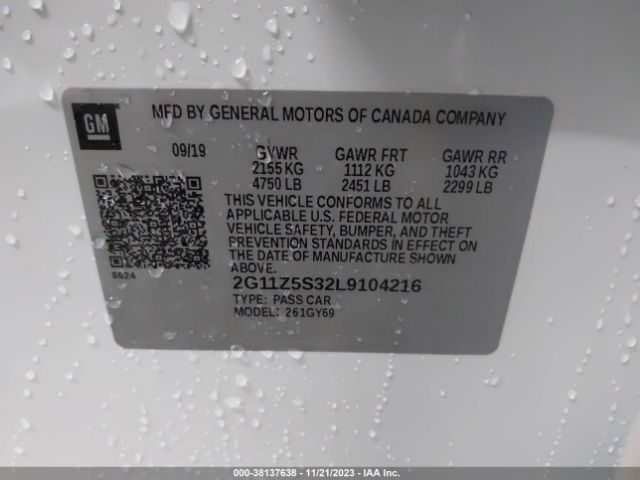 GM
MFD BY GENERAL MOTORS OF CANADA COMPANY
09/19 GVWR GAWR FRT GAWR RR
2155 KG 1112 KG 1043 KG
4750 LB 2451 LB 2299 LB
THIS VEHICLE CONFORMS TO ALL
APPLICABLE U.S. FEDERAL MOTOR
VEHICLE SAFETY, BUMPER, AND THEFT
PREVENTION STANDARDS IN EFFECT ON
THE DATE OF MANUFACTURE SHOWN
ABOVE.
8624
2G11Z5S32L9104216
TYPE: PASS CAR
MODEL: 261GY69
000-38137638 - 11/21/2023 - IAA Inc.